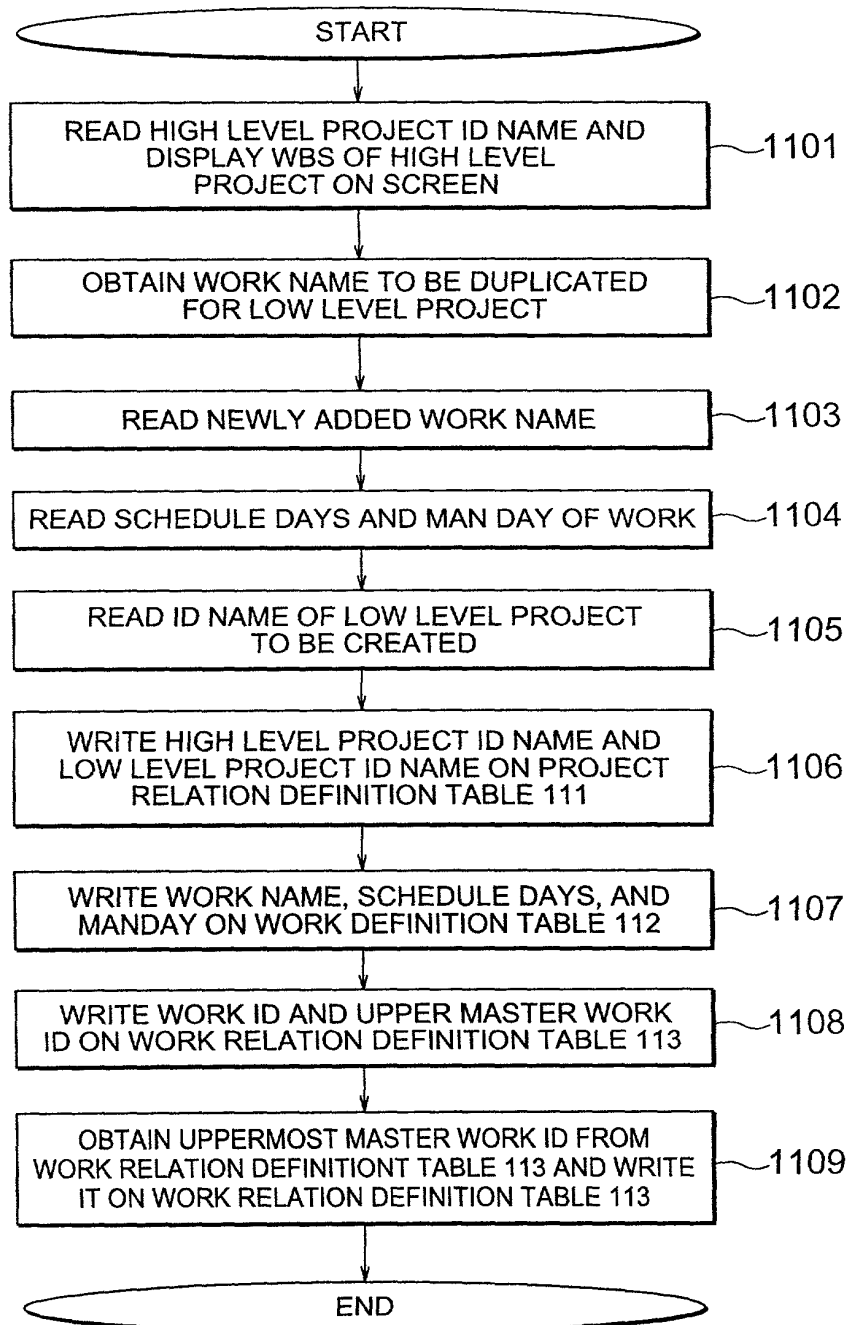 START
READ HIGH LEVEL PROJECT ID NAME AND
DISPLAY WBS OF HIGH LEVEL
PROJECT ON SCREEN
1101
OBTAIN WORK NAME TO BE DUPLICATED
FOR LOW LEVEL PROJECT
1102
READ NEWLY ADDED WORK NAME
1103
READ SCHEDULE DAYS AND MAN DAY OF WORK
1104
READ ID NAME OF LOW LEVEL PROJECT
TO BE CREATED
1105
WRITE HIGH LEVEL PROJECT ID NAME AND
LOW LEVEL PROJECT ID NAME ON PROJECT
RELATION DEFINITION TABLE 111
1106
WRITE WORK NAME, SCHEDULE DAYS, AND
MANDAY ON WORK DEFINITION TABLE 112
1107
WRITE WORK ID AND UPPER MASTER WORK
ID ON WORK RELATION DEFINITION TABLE 113
1108
OBTAIN UPPERMOST MASTER WORK ID FROM
WORK RELATION DEFINITIONT TABLE 113 AND WRITE
IT ON WORK RELATION DEFINITION TABLE 113
1109
END